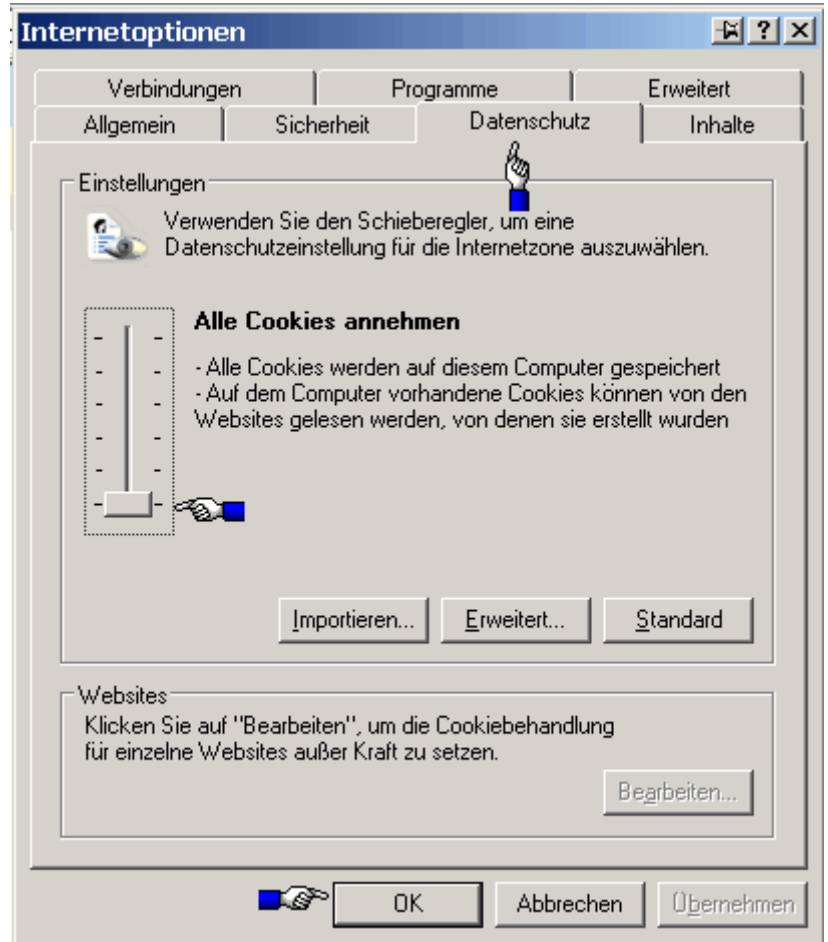 Internetoptionen
?
Verbindungen Programme Erweitert
Allgemein Sicherheit Datenschutz Inhalte
Einstellungen
Verwenden Sie den Schieberegler, um eine
Datenschutzeinstellung für die Internetzone auszuwählen.
Alle Cookies annehmen
- Alle Cookies werden auf diesem Computer gespeichert
- Auf dem Computer vorhandene Cookies können von den
Websites gelesen werden, von denen sie erstellt wurden
Importieren... Erweitert... Standard
Websites
Klicken Sie auf "Bearbeiten", um die Cookiebehandlung
für einzelne Websites außer Kraft zu setzen.
Bearbeiten...
OK Abbrechen Übernehmen